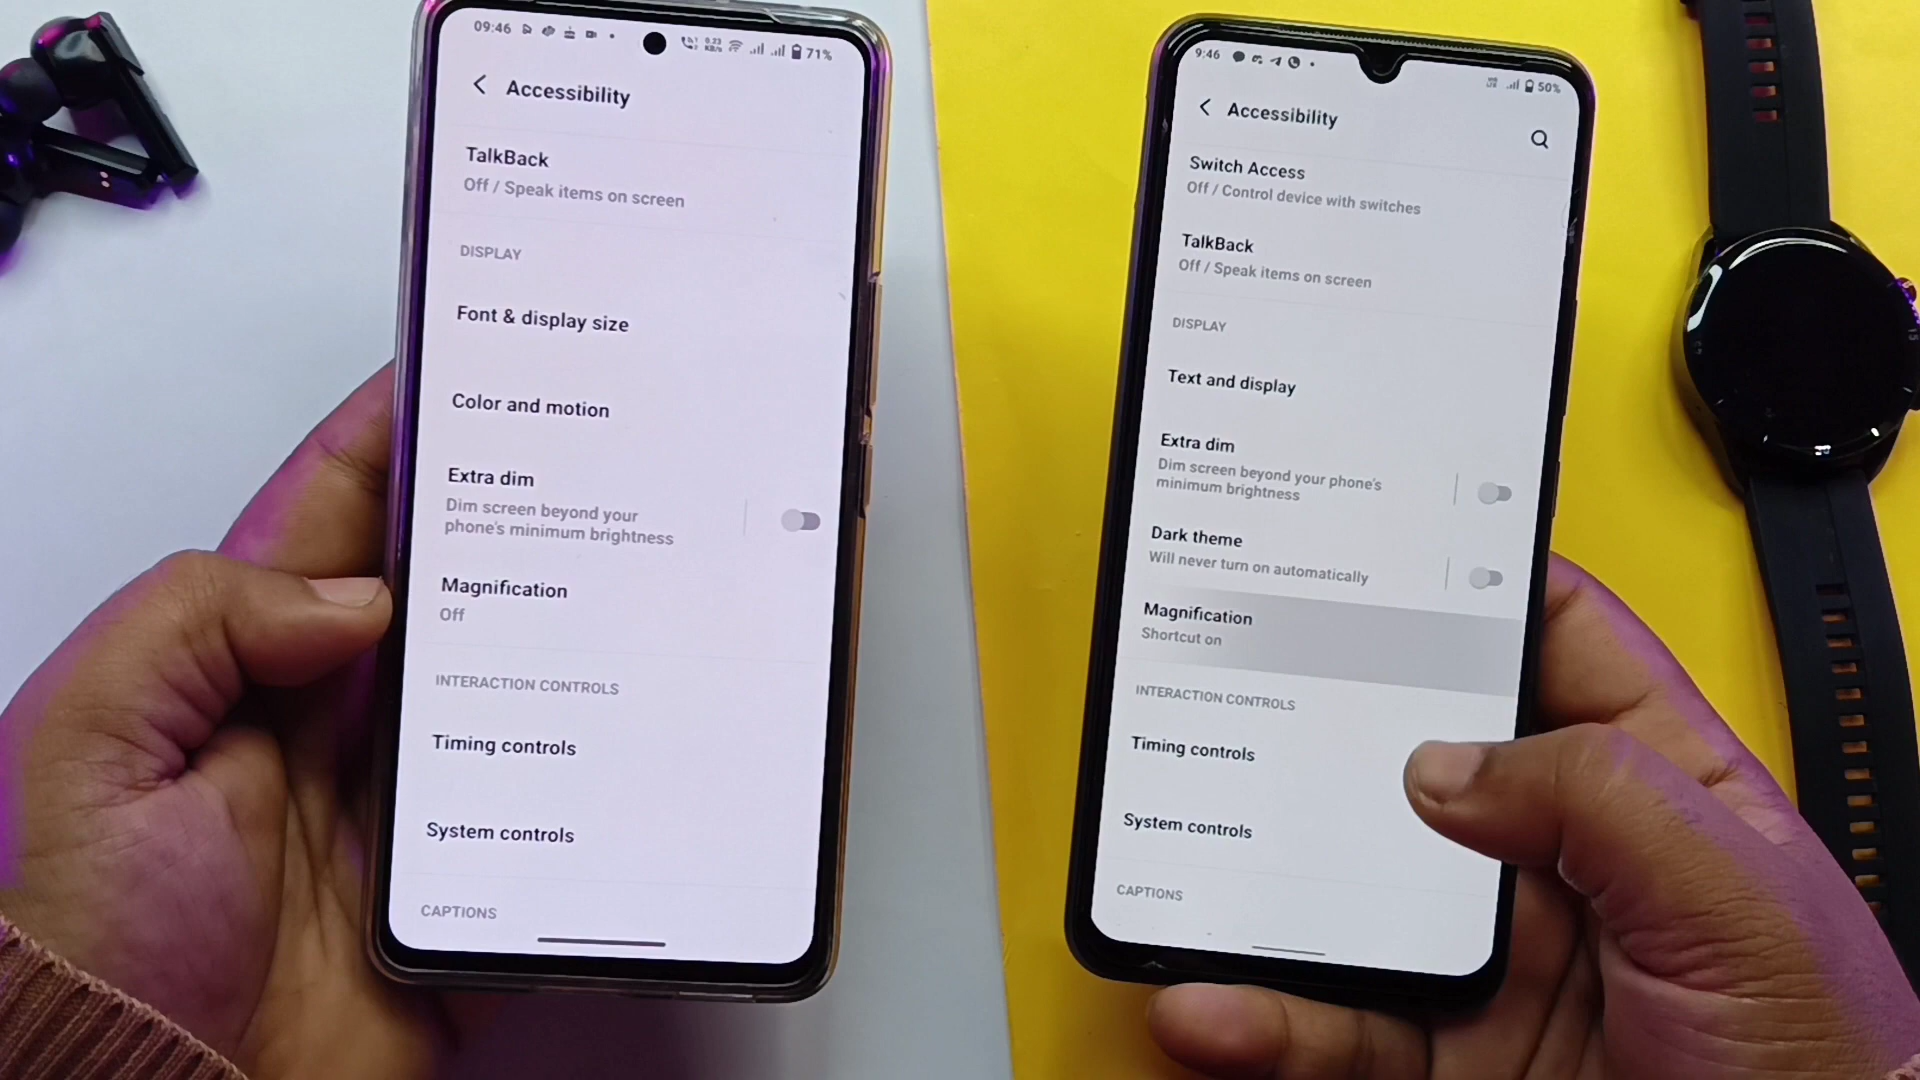 09:46
0.23
KB/s
71%
Accessibility
TalkBack
Off / Speak items on screen
DISPLAY
Font & display size
Color and motion
Extra dim
Dim screen beyond your
phone's minimum brightness
Magnification
Off
INTERACTION CONTROLS
Timing controls
System controls
CAPTIONS
9:46
50%
Accessibility
Switch Access
Off / Control device with switches
TalkBack
Off / Speak items on screen
DISPLAY
Text and display
Extra dim
Dim screen beyond your phone's
minimum brightness
Dark theme
Will never turn on automatically
Magnification
Shortcut on
INTERACTION CONTROLS
Timing controls
System controls
CAPTIONS